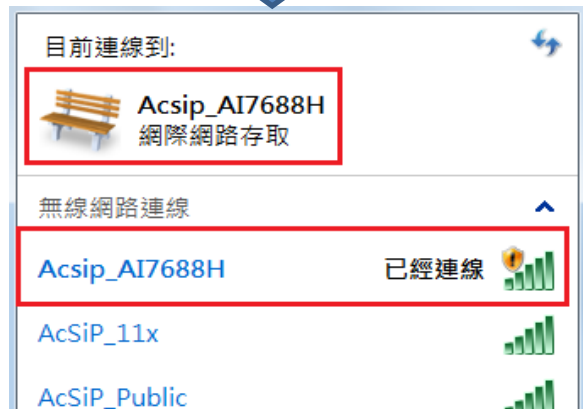 目前連線到:
Acsip_AI7688H
網際網路存取
無線網路連線
Acsip_AI7688H 已經連線
AcSiP_11x
AcSiP_Public